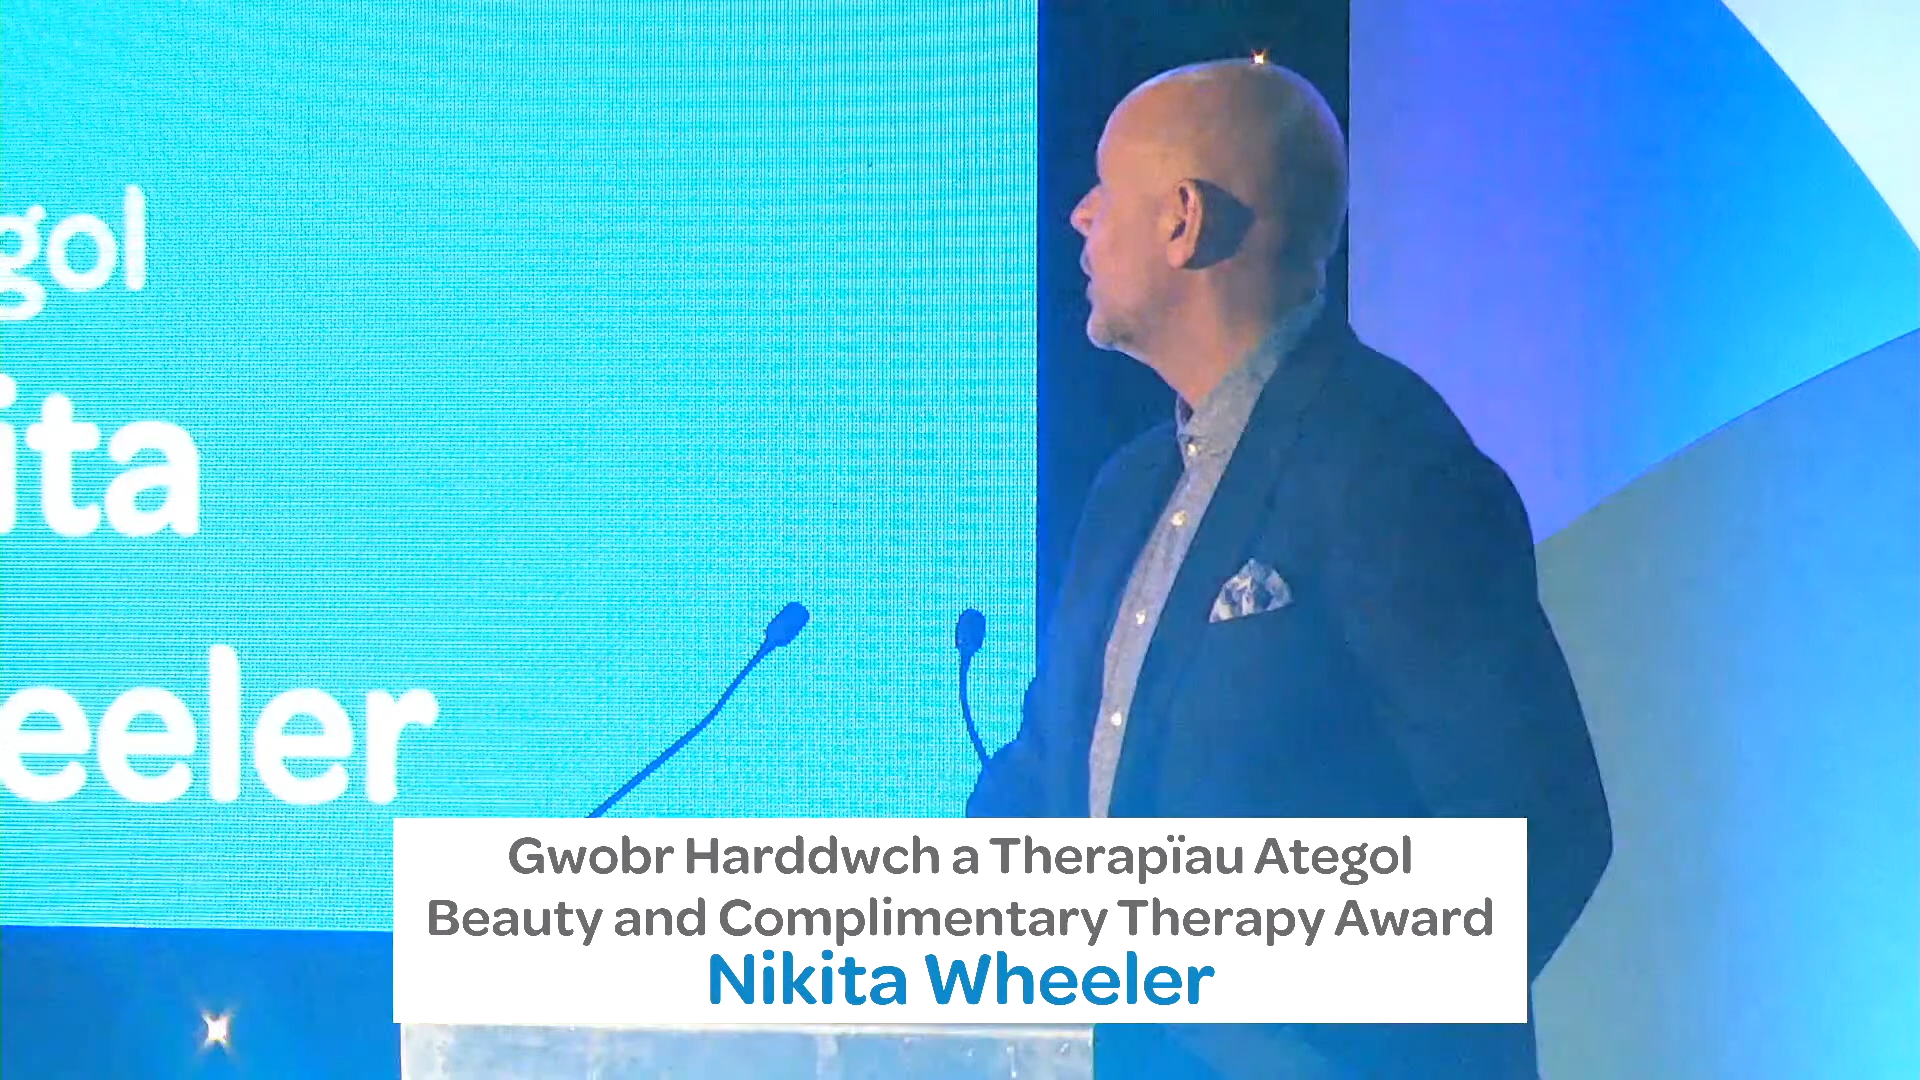 gol
ita
eeler
Gwobr Harddwch a Therapïau Ategol
Beauty and Complimentary Therapy Award
Nikita Wheeler